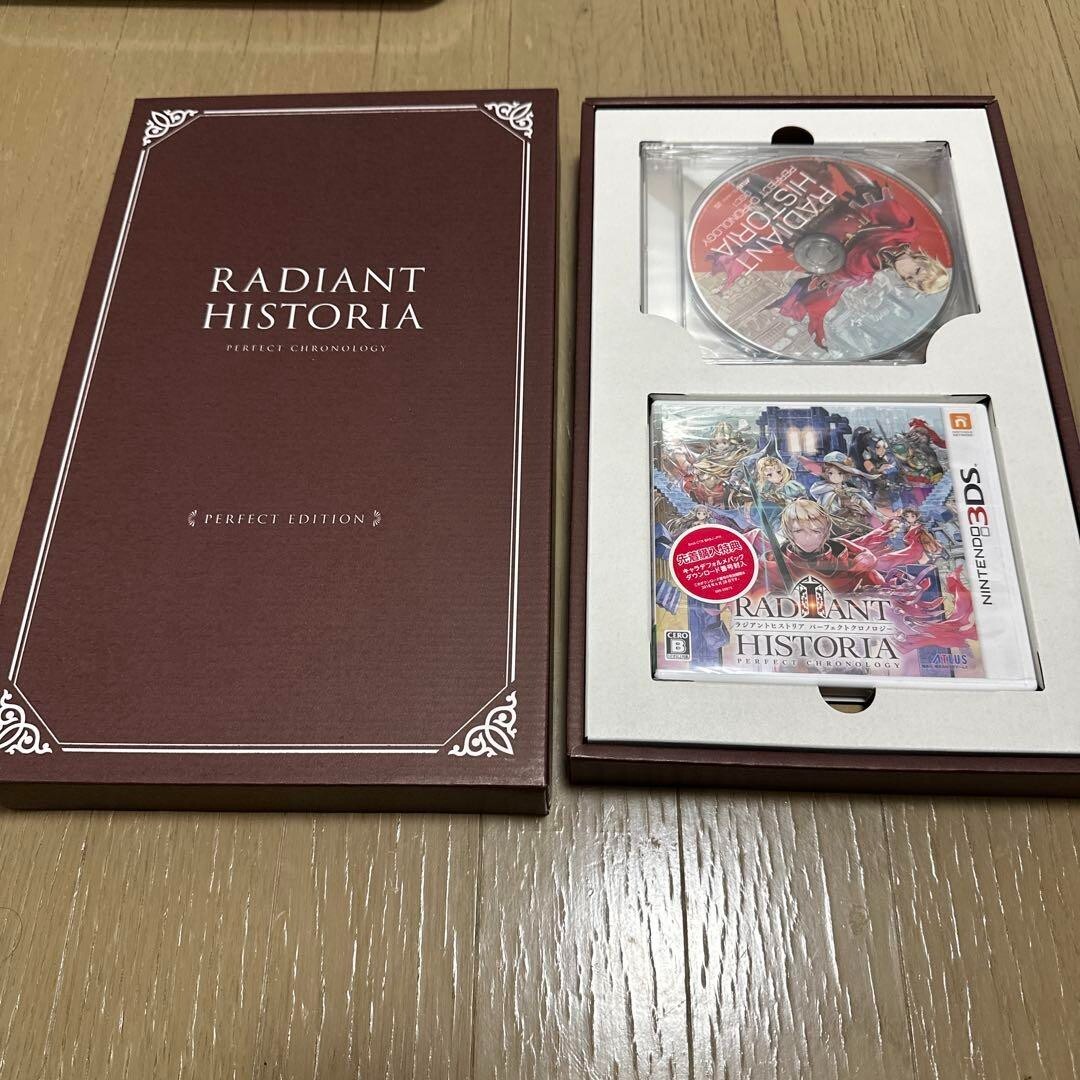 RADIANT
HISTORIA
PERFECT CHRONOLOGY
PERFECT EDITION
RADIANT
HISTORIA
PERFECT CHRONOLOGY
先着購入特典
キャラデフォルメパック
ダウンロード番号封入
RADIANT
ラジアントヒストリア パーフェクトクロノロジー
HISTORIA
PERFECT CHRONOLOGY
CERO
B
ATLUS
NINTENDO 3DS